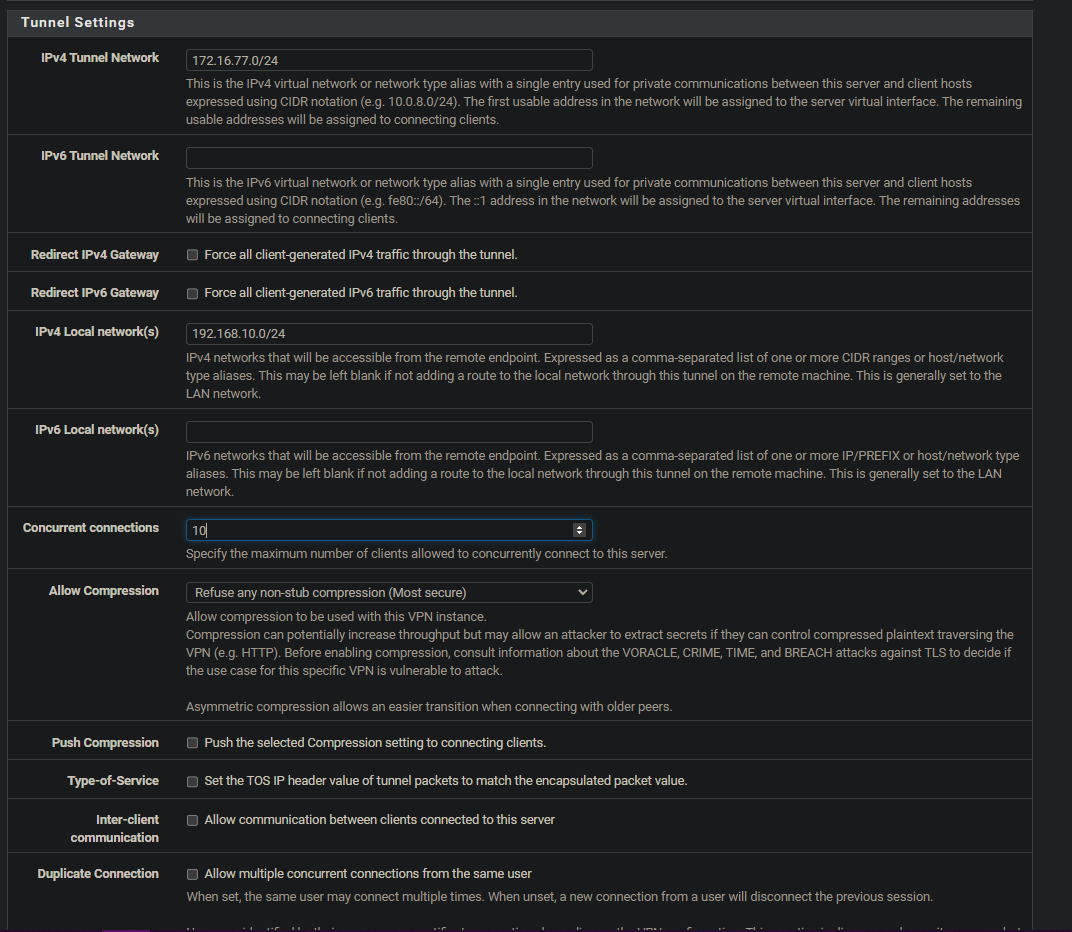 Tunnel Settings
IPv4 Tunnel Network
172.16.77.0/24
This is the IPv4 virtual network or network type alias with a single entry used for private communications between this server and client hosts
expressed using CIDR notation (e.g. 10.0.8.0/24). The first usable address in the network will be assigned to the server virtual interface. The remaining
usable addresses will be assigned to connecting clients.
IPv6 Tunnel Network
This is the IPv6 virtual network or network type alias with a single entry used for private communications between this server and client hosts
expressed using CIDR notation (e.g. fe80::/64). The ::1 address in the network will be assigned to the server virtual interface. The remaining addresses
will be assigned to connecting clients.
Redirect IPv4 Gateway
Force all client-generated IPv4 traffic through the tunnel.
Redirect IPv6 Gateway
Force all client-generated IPv6 traffic through the tunnel.
IPv4 Local network(s)
192.168.10.0/24
IPv4 networks that will be accessible from the remote endpoint. Expressed as a comma-separated list of one or more CIDR ranges or host/network
type aliases. This may be left blank if not adding a route to the local network through this tunnel on the remote machine. This is generally set to the
LAN network.
IPv6 Local network(s)
IPv6 networks that will be accessible from the remote endpoint. Expressed as a comma-separated list of one or more IP/PREFIX or host/network type
aliases. This may be left blank if not adding a route to the local network through this tunnel on the remote machine. This is generally set to the LAN
network.
Concurrent connections
10
Specify the maximum number of clients allowed to concurrently connect to this server.
Allow Compression
Refuse any non-stub compression (Most secure)
Allow compression to be used with this VPN instance.
Compression can potentially increase throughput but may allow an attacker to extract secrets if they can control compressed plaintext traversing the
VPN (e.g. HTTP). Before enabling compression, consult information about the VORACLE, CRIME, TIME, and BREACH attacks against TLS to decide if
the use case for this specific VPN is vulnerable to attack.
Asymmetric compression allows an easier transition when connecting with older peers.
Push Compression
Push the selected Compression setting to connecting clients.
Type-of-Service
Set the TOS IP header value of tunnel packets to match the encapsulated packet value.
Inter-client
communication
Allow communication between clients connected to this server
Duplicate Connection
Allow multiple concurrent connections from the same user
When set, the same user may connect multiple times. When unset, a new connection from a user will disconnect the previous session.